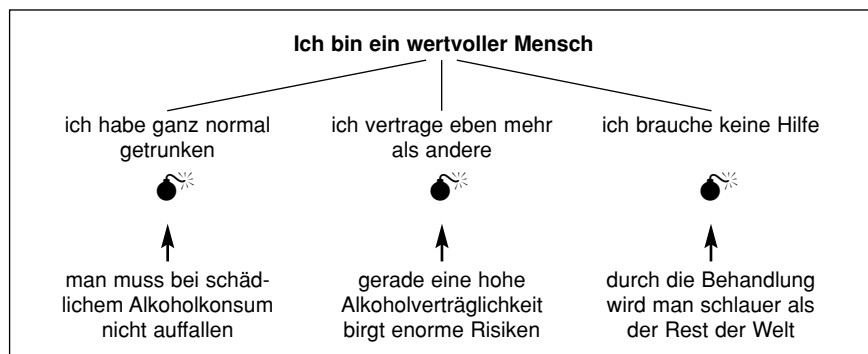 Ich bin ein wertvoller Mensch
ich habe ganz normal
getrunken
ich vertrage eben mehr
als andere
ich brauche keine Hilfe
man muss bei schäd-
lichem Alkoholkonsum
nicht auffallen
gerade eine hohe
Alkoholverträglichkeit
birgt enorme Risiken
durch die Behandlung
wird man schlauer als
der Rest der Welt